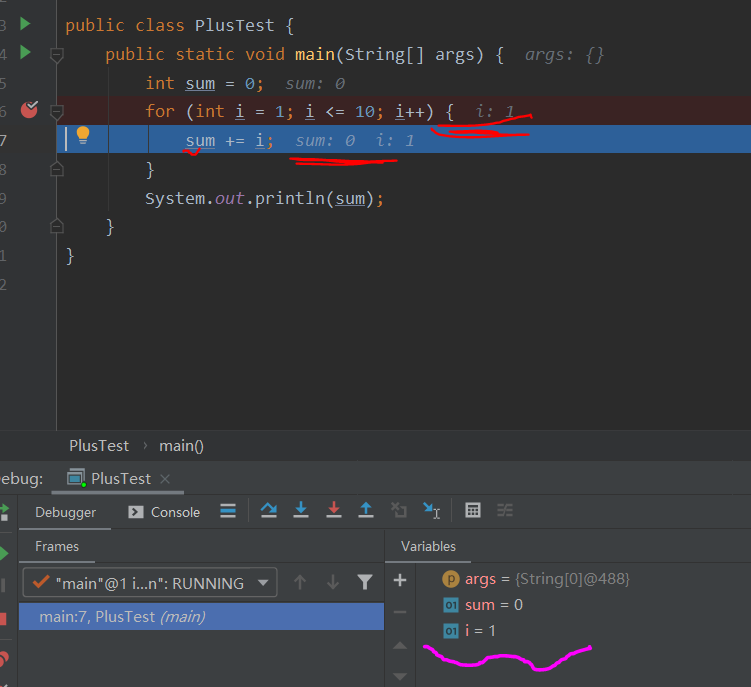 3 public class PlusTest {
4 public static void main(String[] args) { args: {}
5 int sum = 0; sum: 0
6 for (int i = 1; i <= 10; i++) { i: 1
7 sum += i; sum: 0 i: 1
8 }
9 System.out.println(sum);
0 }
1 }
2
PlusTest › main()
ebug: PlusTest ×
Debugger Console
Frames Variables
"main"@1 i...n": RUNNING
main:7, PlusTest (main)
p args = {String[0]@488}
01 sum = 0
01 i = 1